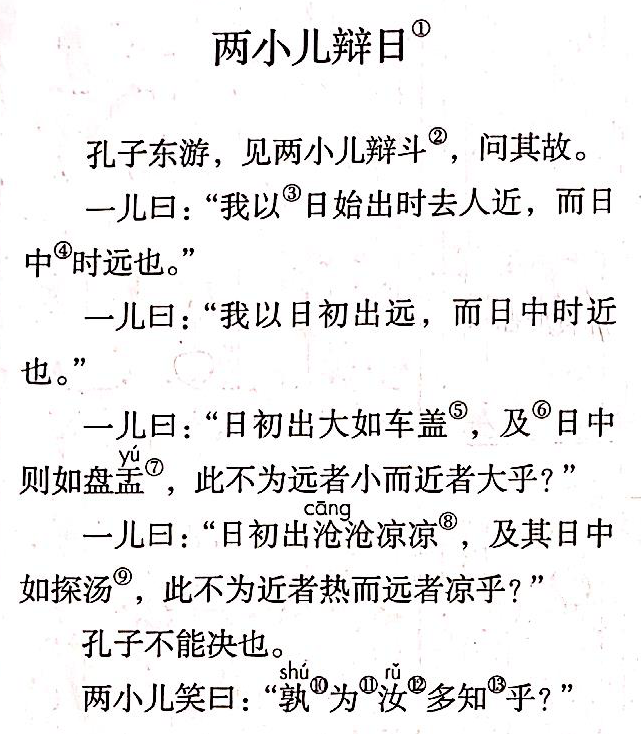 两小儿辩日①
孔子东游，见两小儿辩斗②，问其故。
一儿曰：“我以③日始出时去人近，而日
中④时远也。”
一儿曰：“我以日初出远，而日中时近
也。”
一儿曰：“日初出大如车盖⑤，及⑥日中
yú
则如盘盂⑦，此不为远者小而近者大乎？”
cāng
一儿曰：“日初出沧沧凉凉⑧，及其日中
如探汤⑨，此不为近者热而远者凉乎？”
孔子不能决也。
shú rǔ
两小儿笑曰：“孰⑩为⑪汝⑫多知⑬乎？”